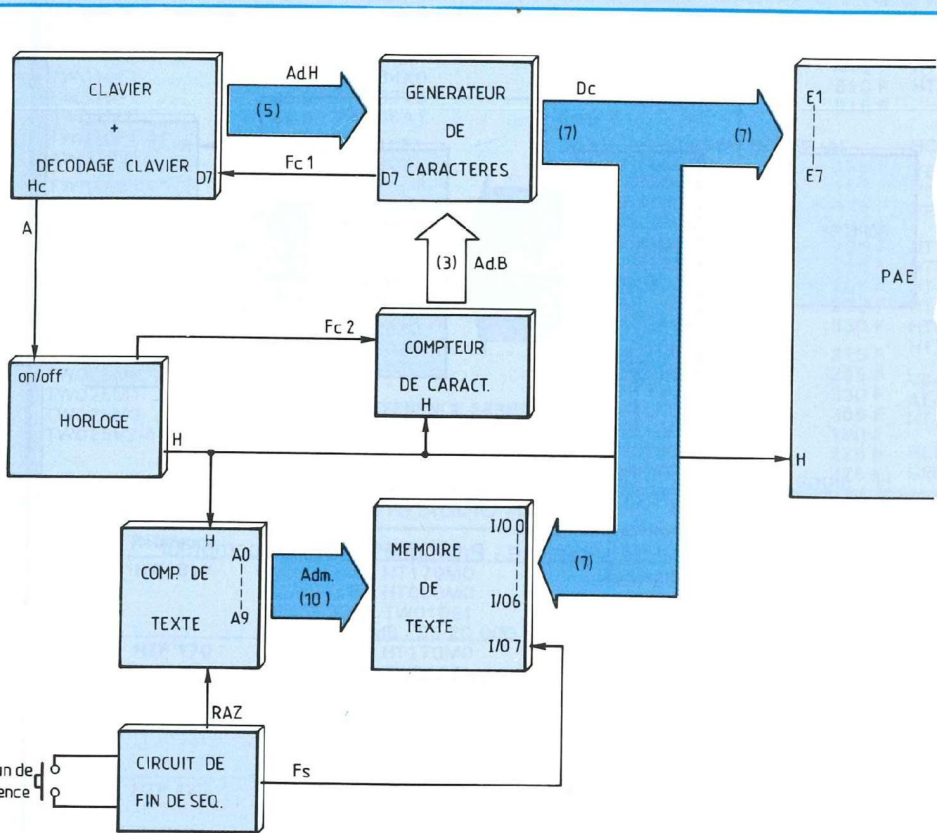 CLAVIER
+
DECODAGE CLAVIER
Hc
D7
Ad.H
(5)
Fc 1
GENERATEUR
DE
CARACTERES
D7
Dc
(7)
(7)
E1
E7
PAE
H
A
(3)
Ad.B
Fc 2
on/off
HORLOGE
H
COMPTEUR
DE CARACT.
H
H
COMP. DE
TEXTE
A0
A9
Adm.
(10)
MEMOIRE
DE
TEXTE
I/O 0
I/O6
I/O 7
(7)
RAZ
CIRCUIT DE
FIN DE SEQ.
Fs
de